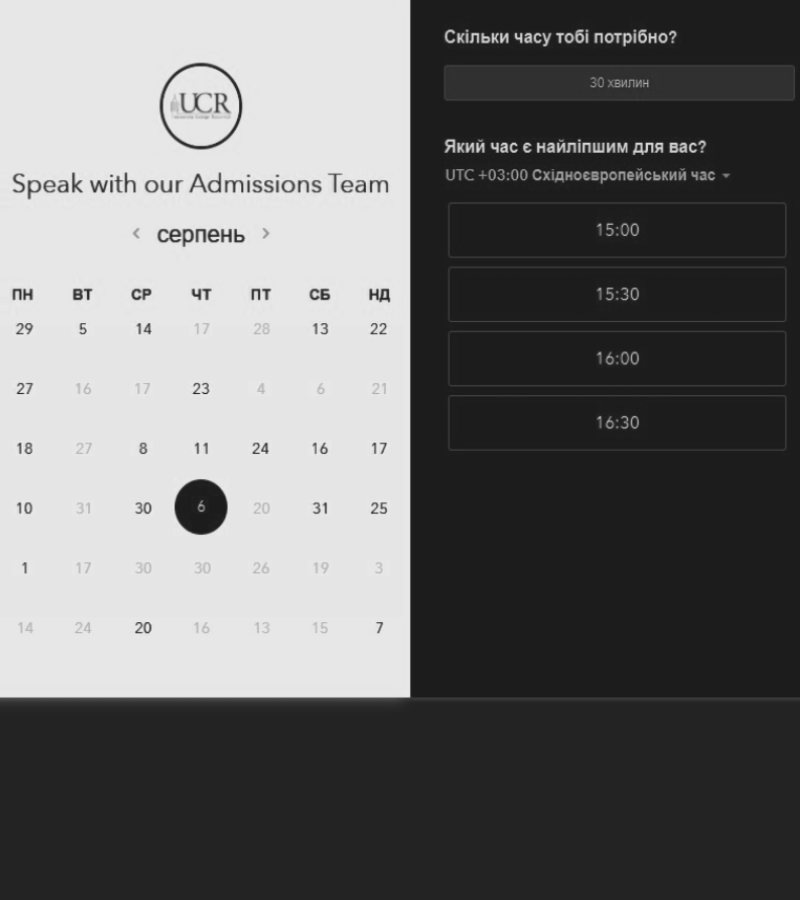 UCR
Speak with our Admissions Team
серпень
ПН ВТ СР ЧТ ПТ СБ НД
29 5 14 17 28 13 22
27 16 17 23 4 6 21
18 27 8 11 24 16 17
10 31 30 6 20 31 25
1 17 30 30 26 19 3
14 24 20 16 13 15 7
Скільки часу тобі потрібно?
30 хвилин
Який час є найліпшим для вас?
UTC +03:00 Східноєвропейський час
15:00
15:30
16:00
16:30